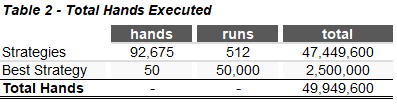 Table 2 - Total Hands Executed
hands runs total
Strategies 92,675 512 47,449,600
Best Strategy 50 50,000 2,500,000
Total Hands - - 49,949,600